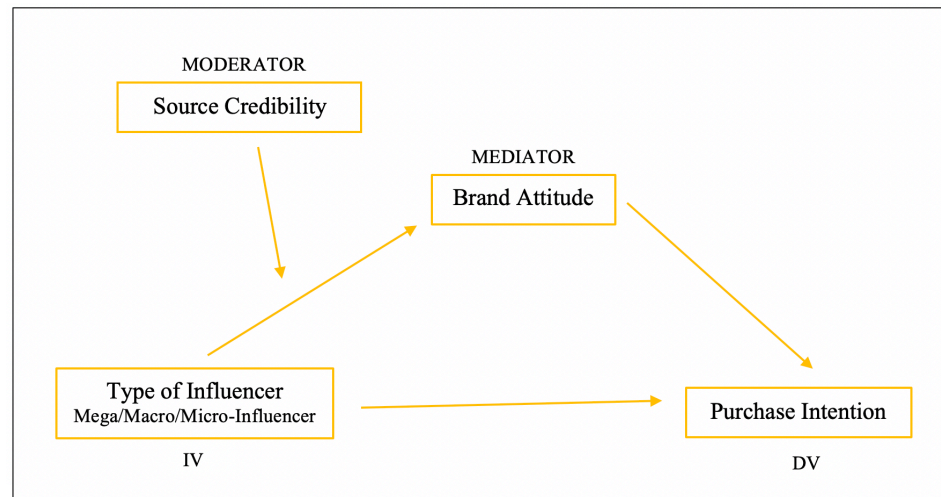 MODERATOR
Source Credibility
MEDIATOR
Brand Attitude
Type of Influencer
Mega/Macro/Micro-Influencer
IV
Purchase Intention
DV